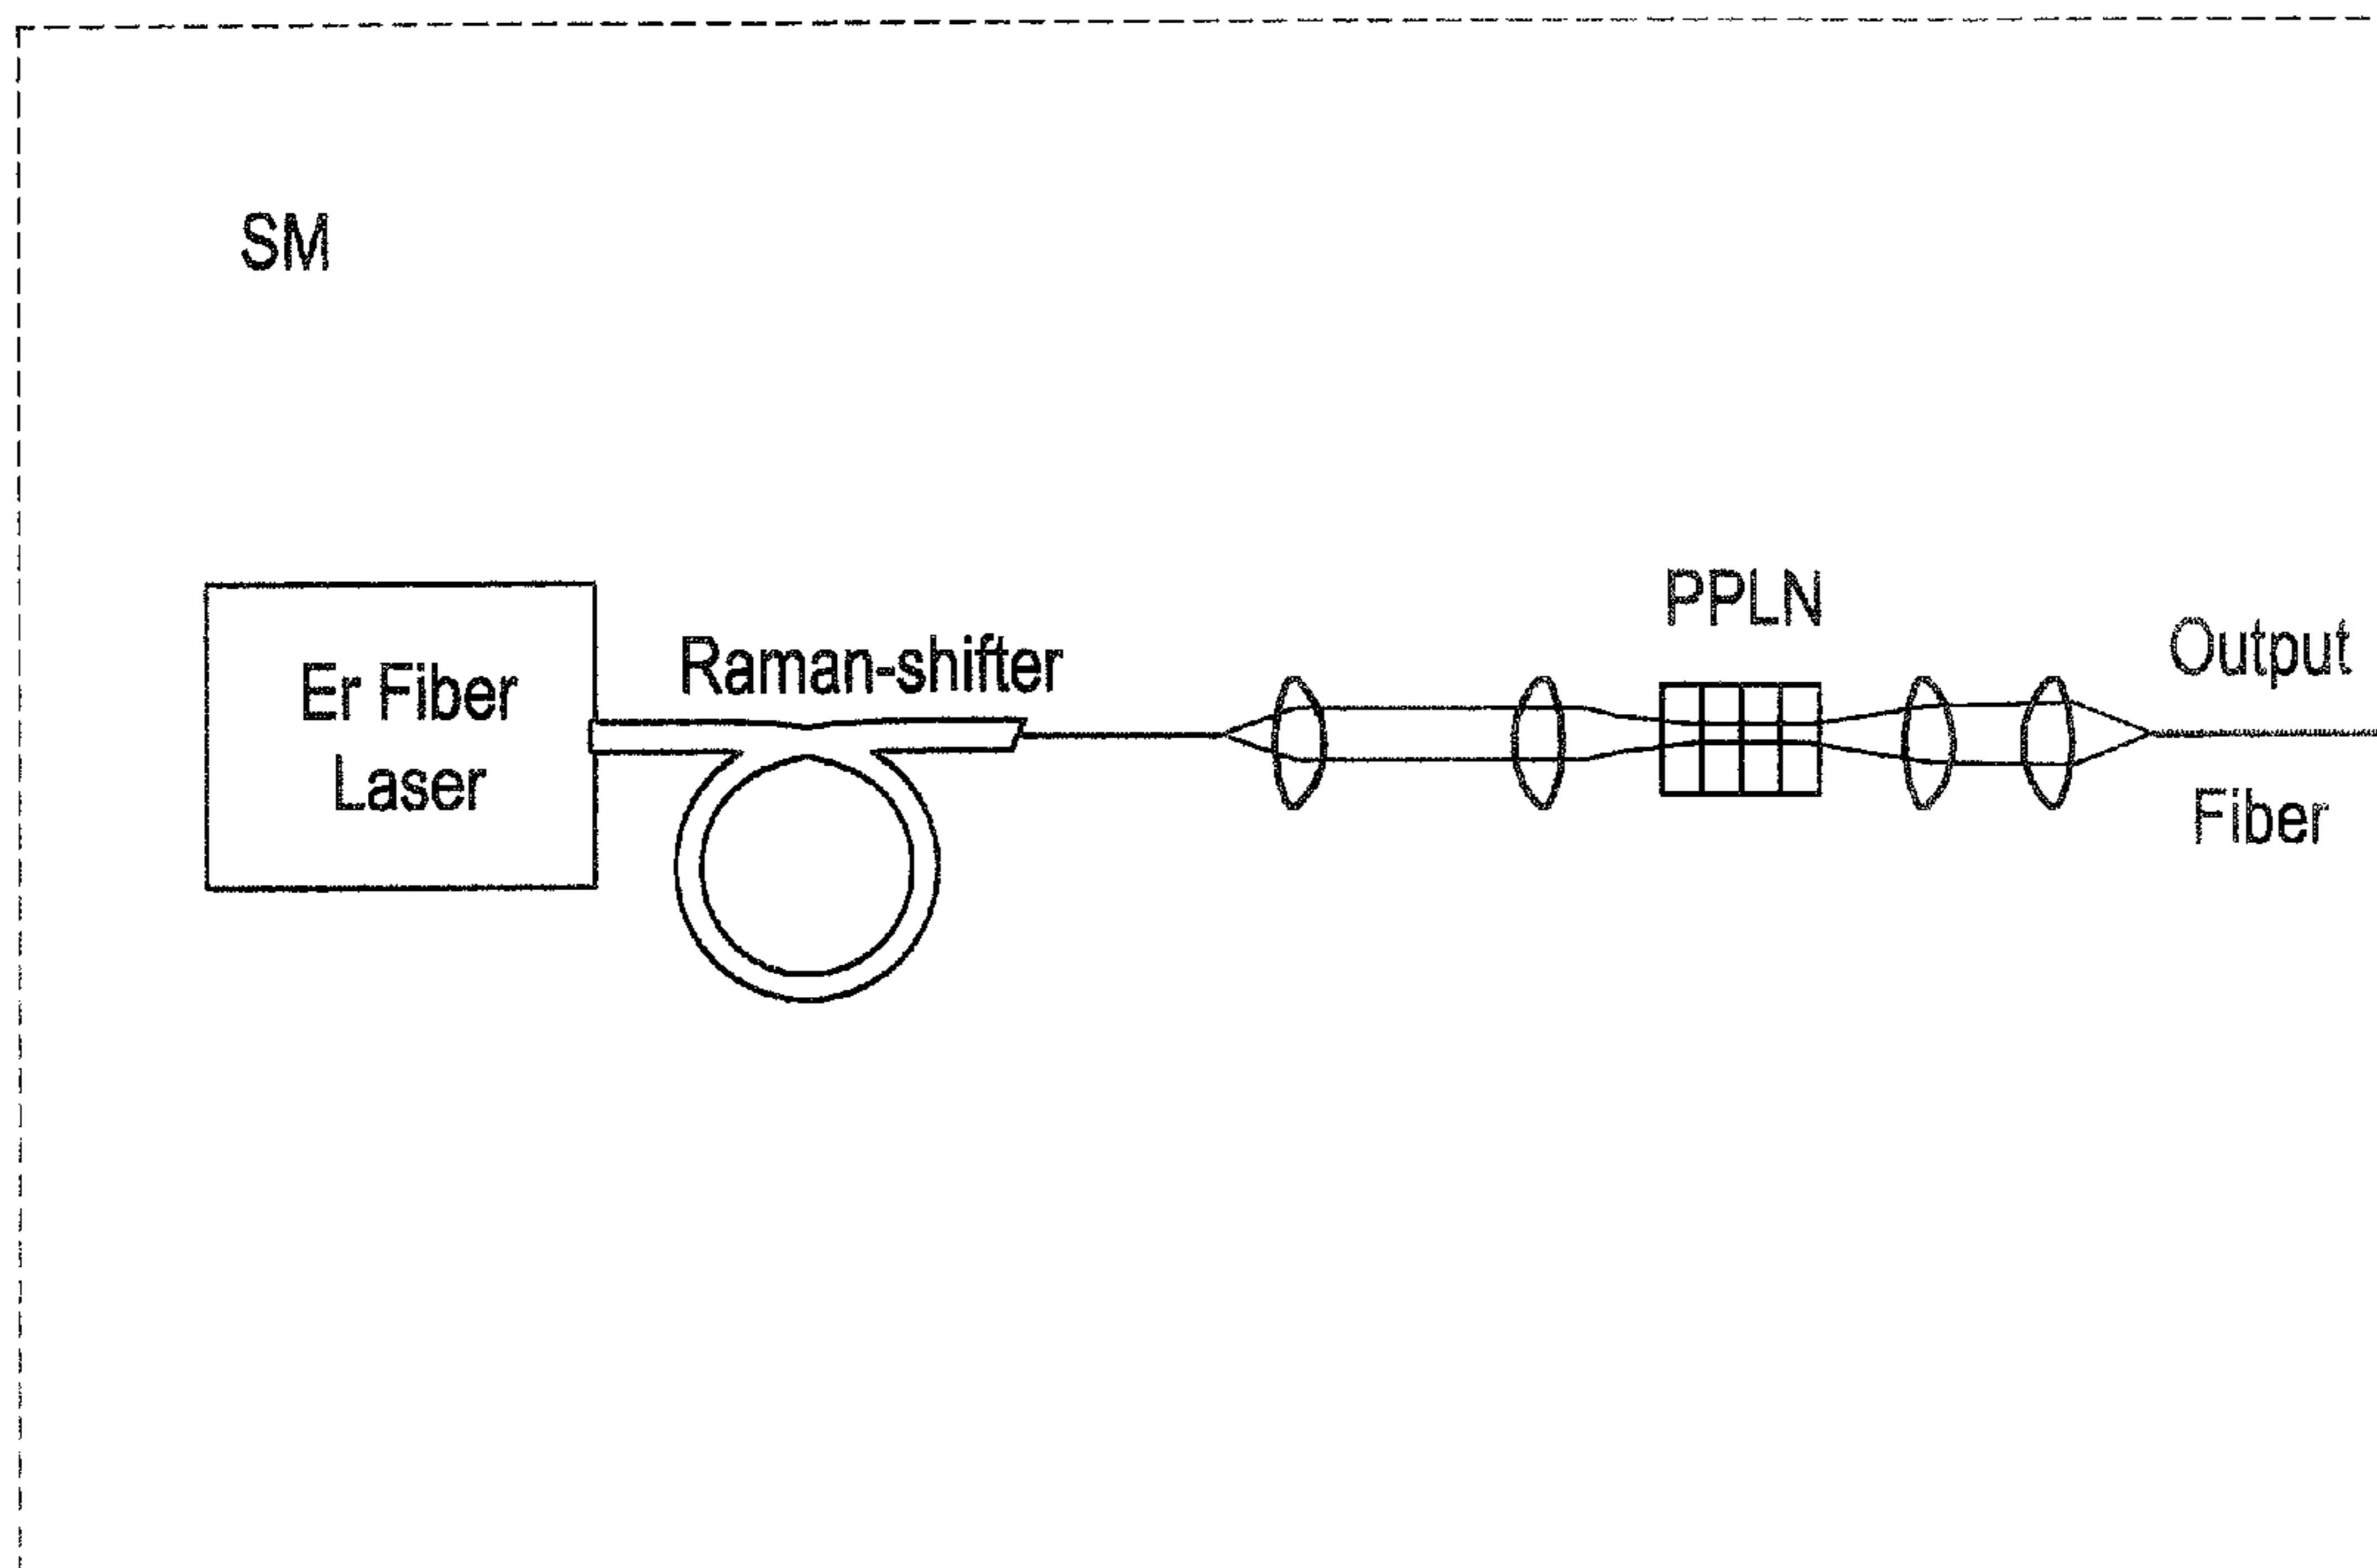 SM
Er Fiber
Laser
Raman-shifter
PPLN
Output
Fiber